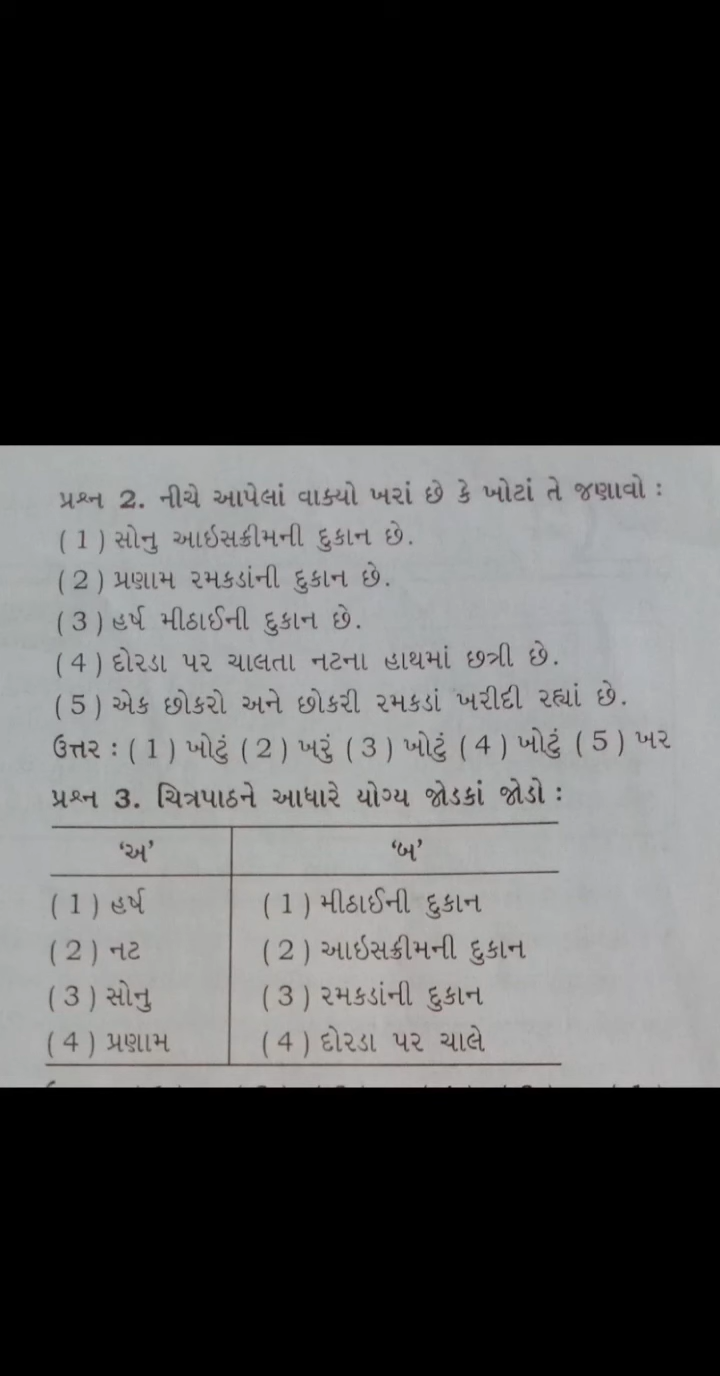 પ્રશ્ન 2. નીચે આપેલાં વાક્યો ખરાં છે કે ખોટાં તે જણાવો :
( 1 ) સોનુ આઇસક્રીમની દુકાન છે.
( 2 ) પ્રણામ રમકડાંની દુકાન છે.
( 3 ) હર્ષ મીઠાઈની દુકાન છે.
( 4 ) દોરડા પર ચાલતા નટના હાથમાં છત્રી છે.
( 5 ) એક છોકરો અને છોકરી રમકડાં ખરીદી રહ્યાં છે.
ઉત્તર : ( 1 ) ખોટું ( 2 ) ખરું ( 3 ) ખોટું ( 4 ) ખોટું ( 5 ) ખર
પ્રશ્ન 3. ચિત્રપાઠને આધારે યોગ્ય જોડકાં જોડો :
‘અ’ ‘બ’
( 1 ) હર્ષ ( 1 ) મીઠાઈની દુકાન
( 2 ) નટ ( 2 ) આઇસક્રીમની દુકાન
( 3 ) સોનુ ( 3 ) રમકડાંની દુકાન
( 4 ) પ્રણામ ( 4 ) દોરડા પર ચાલે